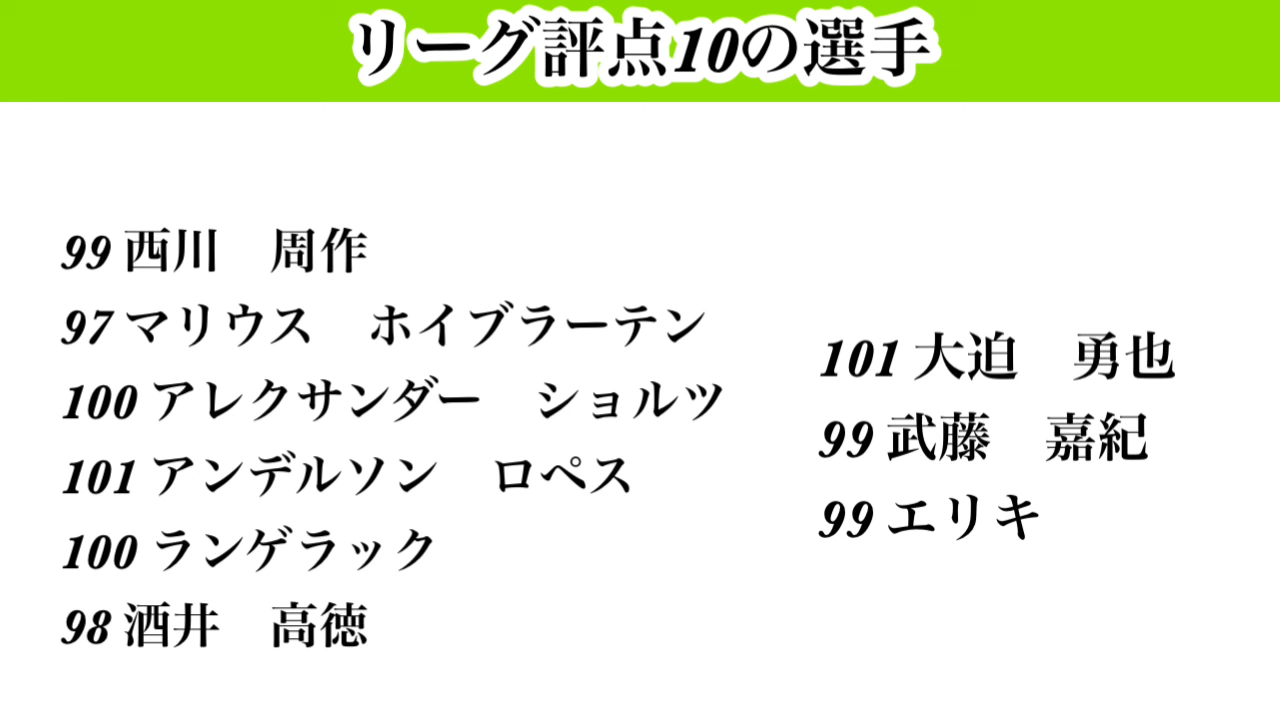 リーグ評点10の選手
99 西川　周作
97 マリウス　ホイブラーテン
100 アレクサンダー　ショルツ
101 アンデルソン　ロペス
100 ランゲラック
98 酒井　高徳
101 大迫　勇也
99 武藤　嘉紀
99 エリキ